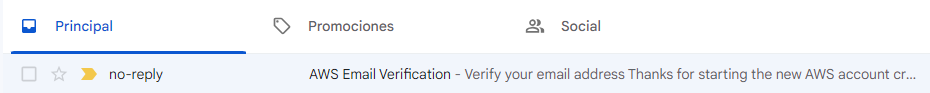 Principal Promociones Social
no-reply AWS Email Verification - Verify your email address Thanks for starting the new AWS account cr...